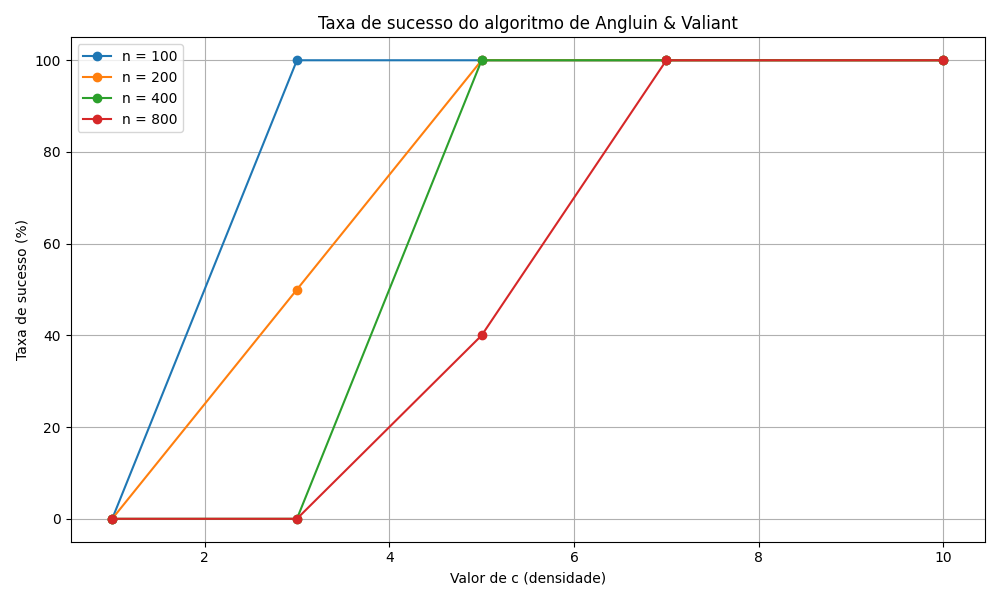 Taxa de sucesso do algoritmo de Angluin & Valiant
n = 100
n = 200
n = 400
n = 800
Taxa de sucesso (%)
100
80
60
40
20
0
2
4
6
8
10
Valor de c (densidade)